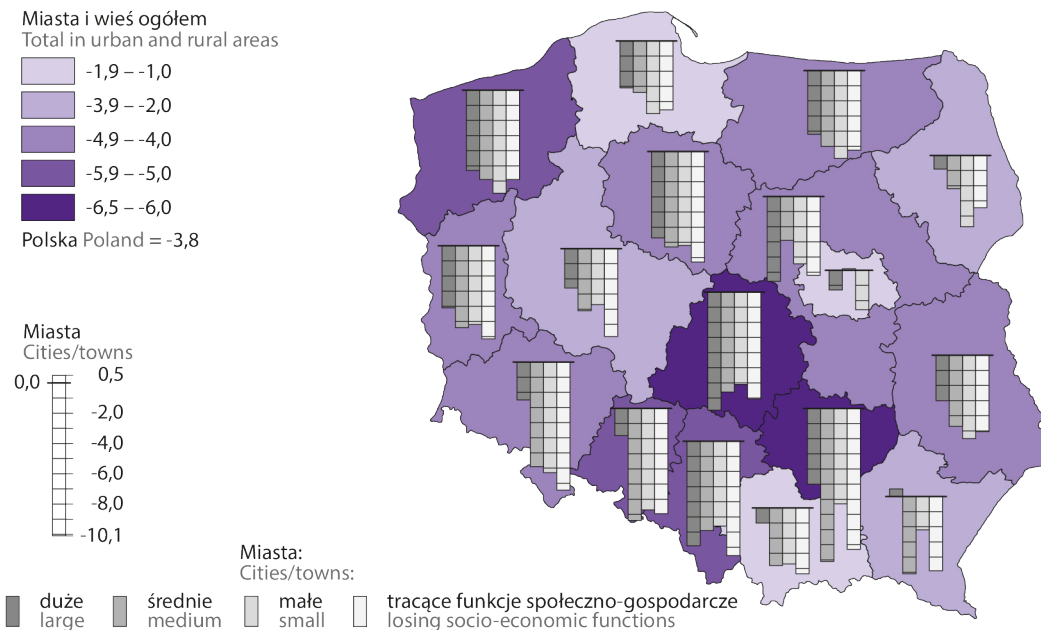 Miasta i wieś ogółem
Total in urban and rural areas
-1,9 – -1,0
-3,9 – -2,0
-4,9 – -4,0
-5,9 – -5,0
-6,5 – -6,0
Polska Poland = -3,8
Miasta
Cities/towns
0,0
0,5
-2,0
-4,0
-6,0
-8,0
-10,1
Miasta:
Cities/towns:
duże
large
średnie
medium
małe
small
tracące funkcje społeczno-gospodarcze
losing socio-economic functions